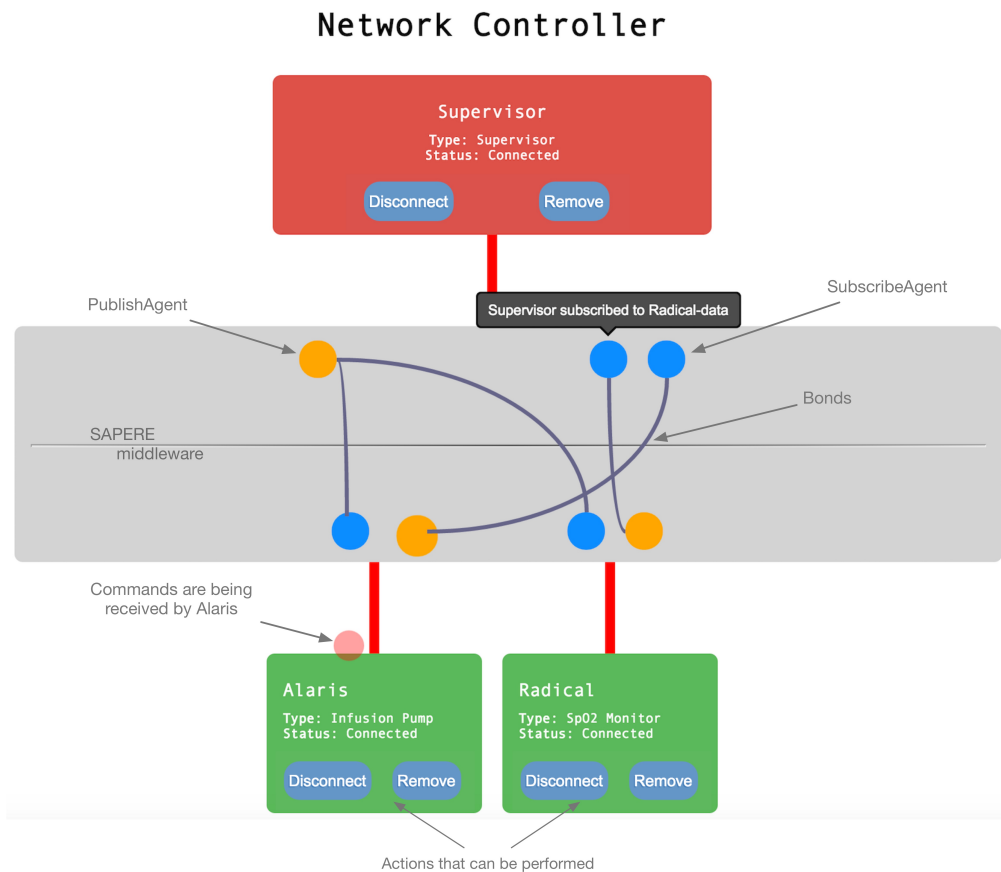 Network Controller
Supervisor
Type: Supervisor
Status: Connected
Disconnect
Remove
PublishAgent
Supervisor subscribed to Radical-data
SubscribeAgent
Bonds
SAPERE
middleware
Commands are being
received by Alaris
Alaris
Type: Infusion Pump
Status: Connected
Disconnect
Remove
Radical
Type: SpO2 Monitor
Status: Connected
Disconnect
Remove
Actions that can be performed